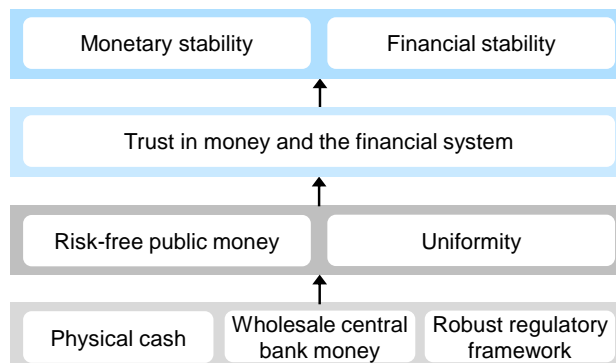 Monetary stability
Financial stability
Trust in money and the financial system
Risk-free public money
Uniformity
Physical cash
Wholesale central
bank money
Robust regulatory
framework